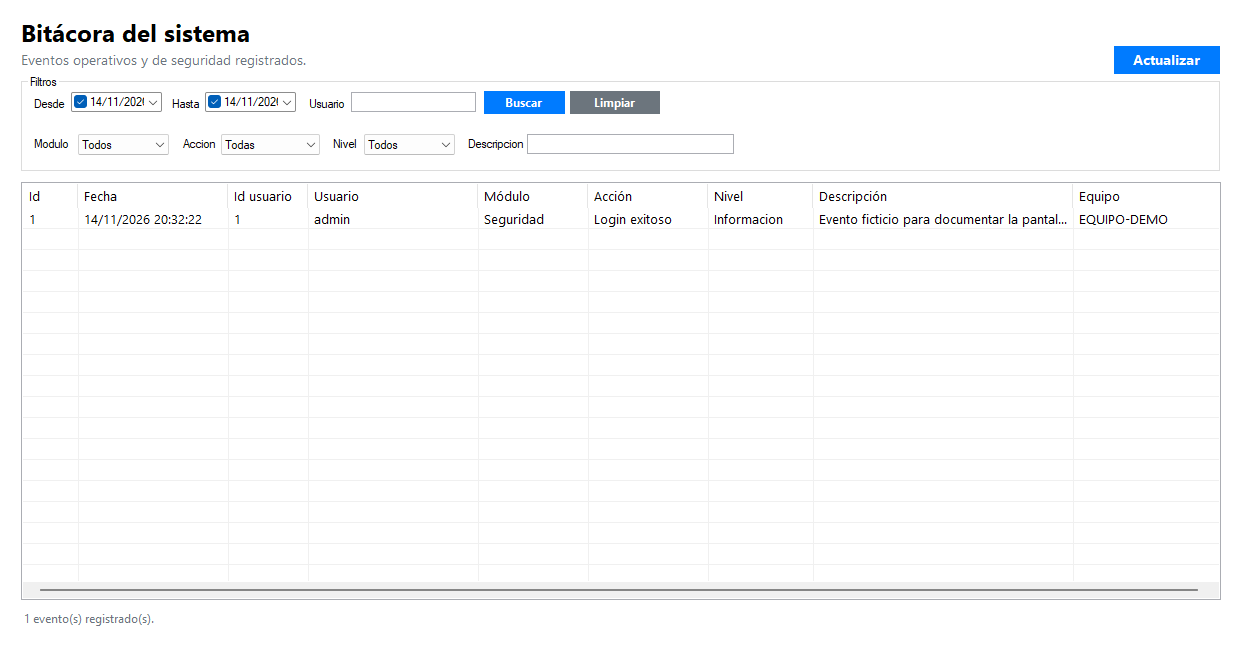 Bitácora del sistema
Eventos operativos y de seguridad registrados.
Actualizar
Filtros
Desde 14/11/2026 Hasta 14/11/2026 Usuario Buscar Limpiar
Modulo Todos Accion Todas Nivel Todos Descripcion
Id Fecha Id usuario Usuario Módulo Acción Nivel Descripción Equipo
1 14/11/2026 20:32:22 1 admin Seguridad Login exitoso Informacion Evento ficticio para documentar la pantal... EQUIPO-DEMO
1 evento(s) registrado(s).